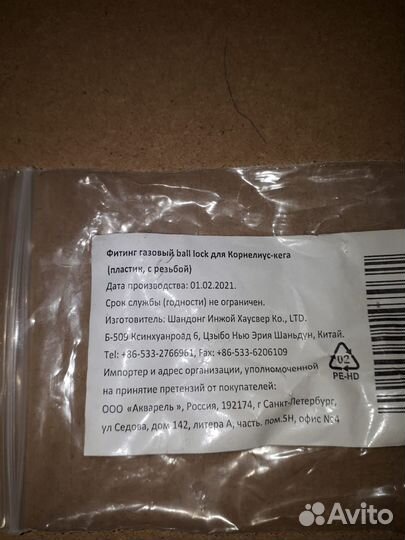 Фитинг газовый ball lock для Корнелиус-кега
(пластик, с резьбой)
Дата производства: 01.02.2021.
Срок службы (годности) не ограничен.
Изготовитель: Шандонг Инжой Хаусвер Ко., LTD.
Б-509 Ксинхуанроад 6, Цзыбо Нью Эрия Шаньдун, Китай.
Tel: +86-533-2766961, Fax: +86-533-6206109
Импортер и адрес организации, уполномоченной
на принятие претензий от покупателей:
ООО «Акварель », Россия, 192174, г Санкт-Петербург,
ул Седова, дом 142, литера А, часть. пом.5Н, офис №4
02
PE-HD
Avito